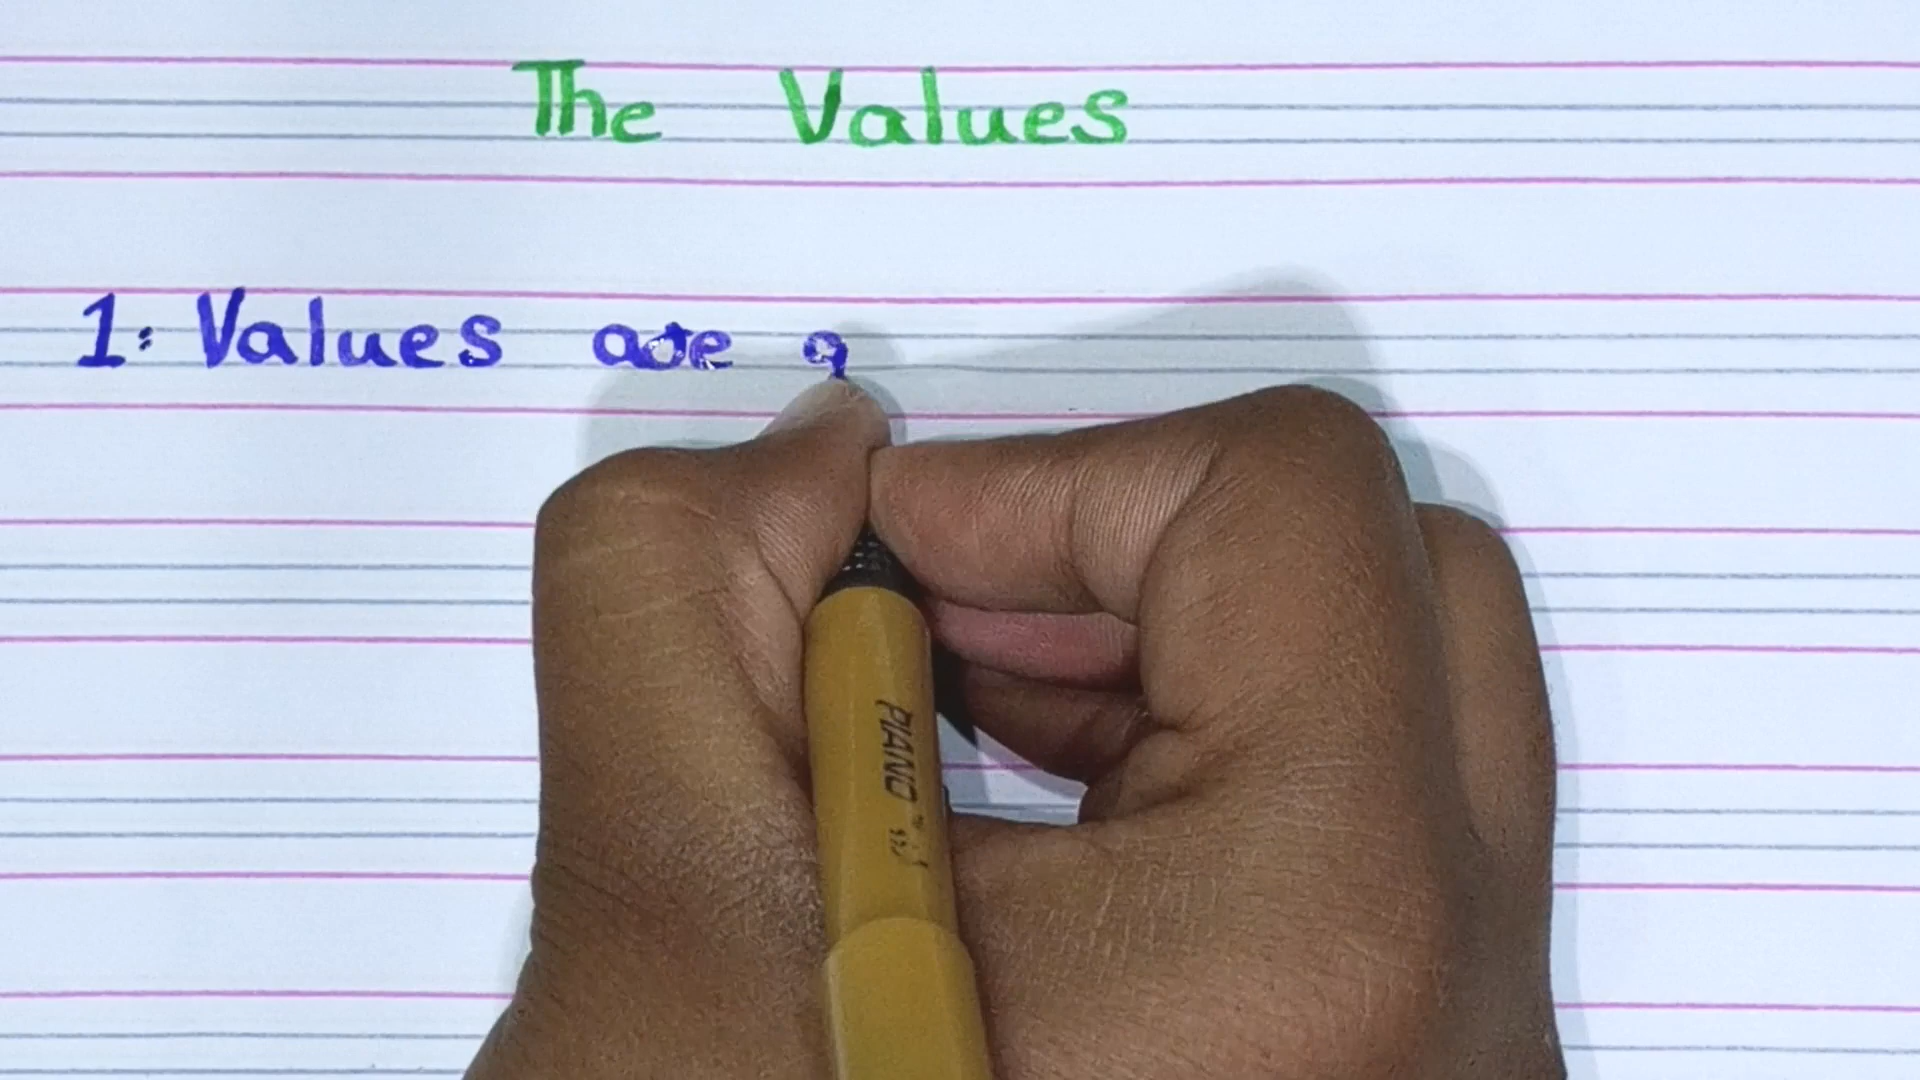 The Values
1: Values are g
PIANO